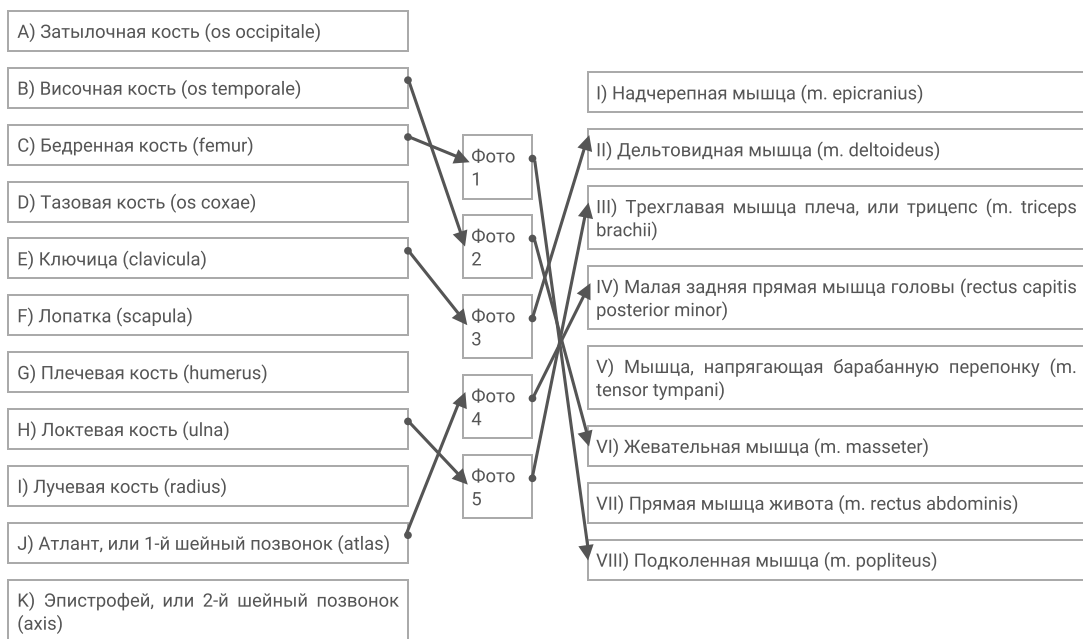 A) Затылочная кость (os occipitale)
B) Височная кость (os temporale)
C) Бедренная кость (femur)
D) Тазовая кость (os coxae)
E) Ключица (clavicula)
F) Лопатка (scapula)
G) Плечевая кость (humerus)
H) Локтевая кость (ulna)
I) Лучевая кость (radius)
J) Атлант, или 1-й шейный позвонок (atlas)
K) Эпистрофей, или 2-й шейный позвонок
(axis)
Фото
1
Фото
2
Фото
3
Фото
4
Фото
5
I) Надчерепная мышца (m. epicranius)
II) Дельтовидная мышца (m. deltoideus)
III) Трехглавая мышца плеча, или трицепс (m. triceps
brachii)
IV) Малая задняя прямая мышца головы (rectus capitis
posterior minor)
V) Мышца, напрягающая барабанную перепонку (m.
tensor tympani)
VI) Жевательная мышца (m. masseter)
VII) Прямая мышца живота (m. rectus abdominis)
VIII) Подколенная мышца (m. popliteus)